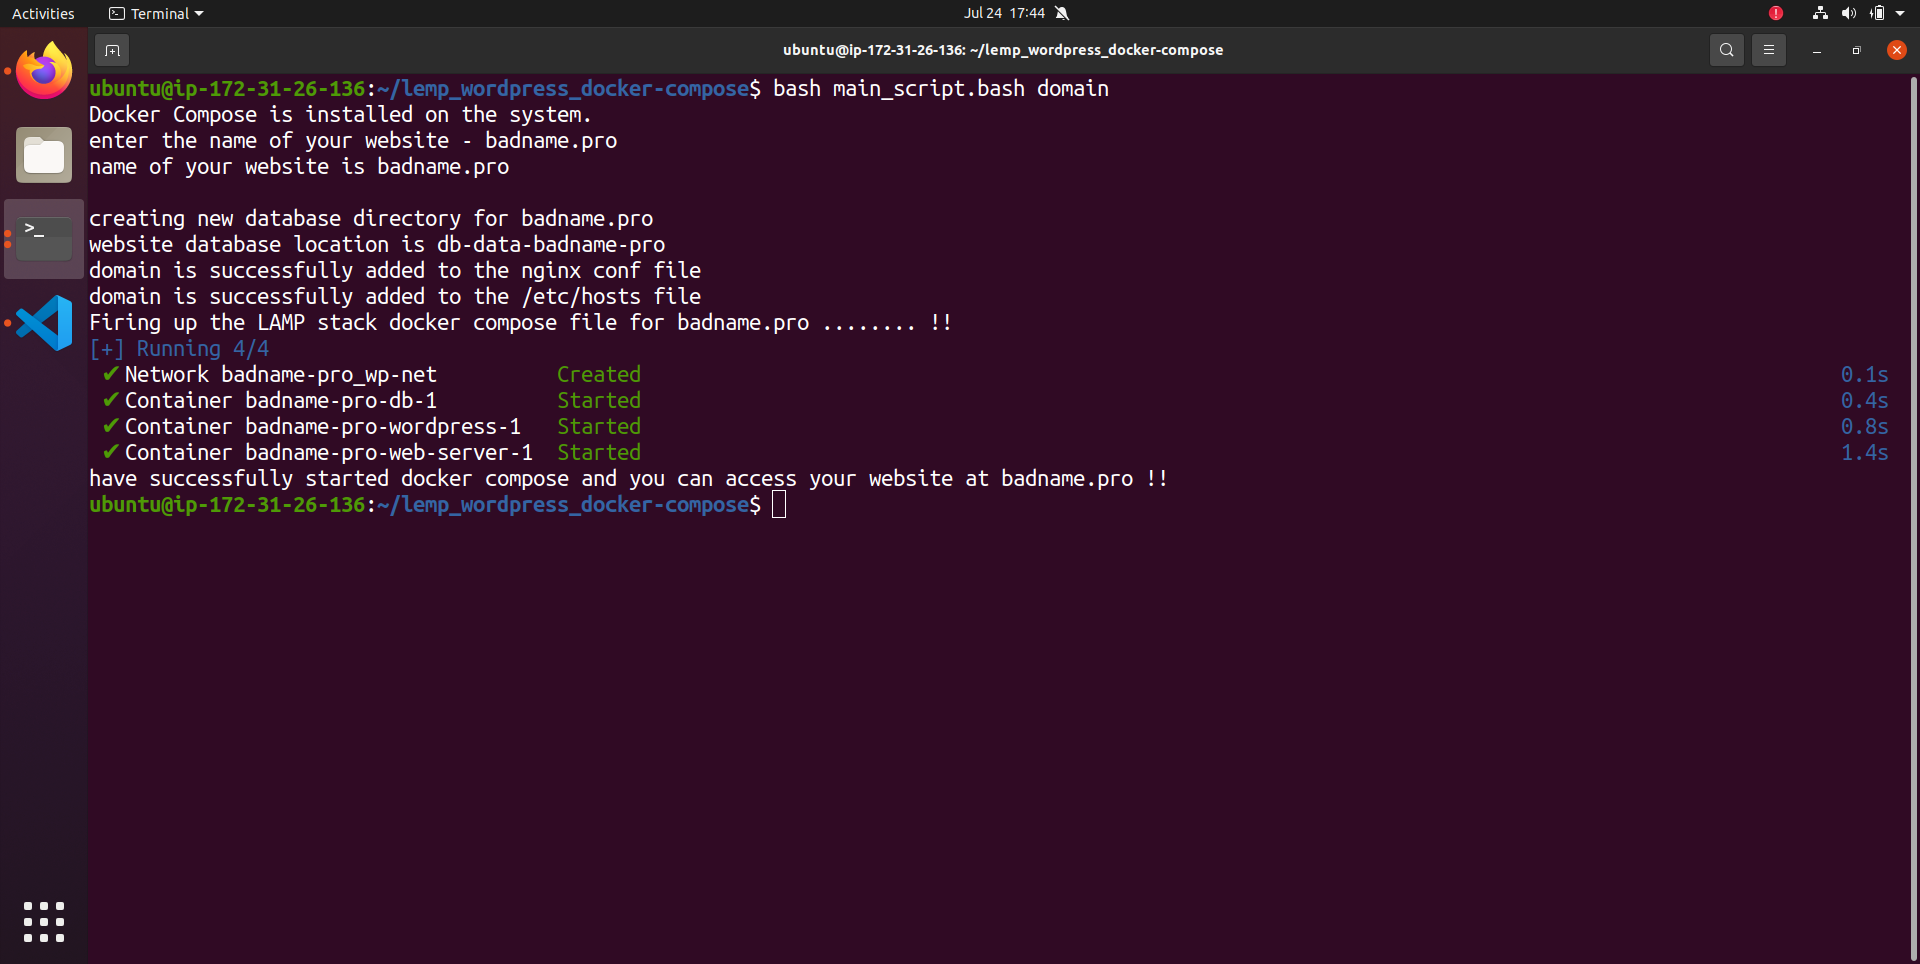 Activities Terminal Jul 24 17:44
ubuntu@ip-172-31-26-136: ~/lemp_wordpress_docker-compose
ubuntu@ip-172-31-26-136:~/lemp_wordpress_docker-compose$ bash main_script.bash domain
Docker Compose is installed on the system.
enter the name of your website - badname.pro
name of your website is badname.pro
creating new database directory for badname.pro
website database location is db-data-badname-pro
domain is successfully added to the nginx conf file
domain is successfully added to the /etc/hosts file
Firing up the LAMP stack docker compose file for badname.pro ........ !!
[+] Running 4/4
✔ Network badname-pro_wp-net Created 0.1s
✔ Container badname-pro-db-1 Started 0.4s
✔ Container badname-pro-wordpress-1 Started 0.8s
✔ Container badname-pro-web-server-1 Started 1.4s
have successfully started docker compose and you can access your website at badname.pro !!
ubuntu@ip-172-31-26-136:~/lemp_wordpress_docker-compose$